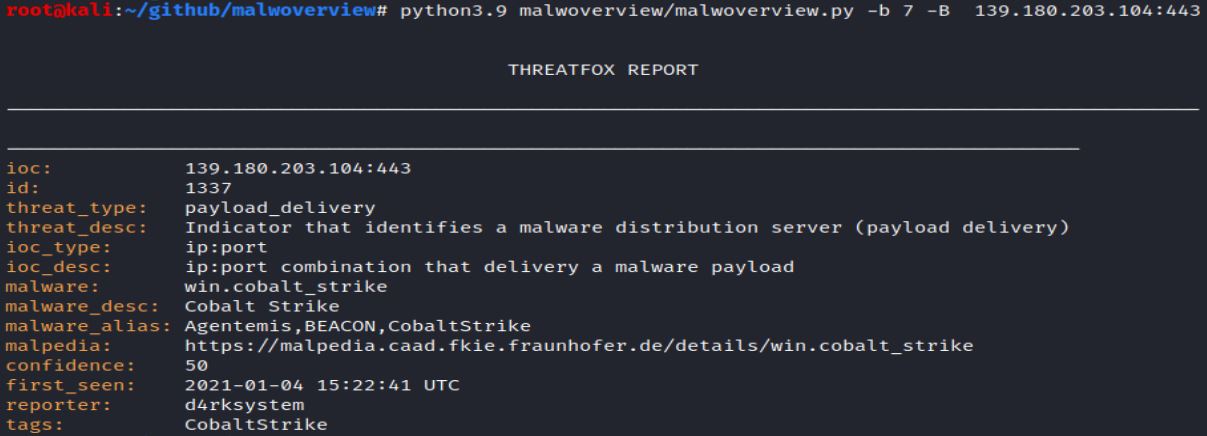 root@kali:~/github/malwoverview# python3.9 malwoverview/malwoverview.py -b 7 -B  139.180.203.104:443
THREATFOX REPORT
ioc: 139.180.203.104:443
id: 1337
threat_type: payload_delivery
threat_desc: Indicator that identifies a malware distribution server (payload delivery)
ioc_type: ip:port
ioc_desc: ip:port combination that delivery a malware payload
malware: win.cobalt_strike
malware_desc: Cobalt Strike
malware_alias: Agentemis,BEACON,CobaltStrike
malpedia: https://malpedia.caad.fkie.fraunhofer.de/details/win.cobalt_strike
confidence: 50
first_seen: 2021-01-04 15:22:41 UTC
reporter: d4rksystem
tags: CobaltStrike